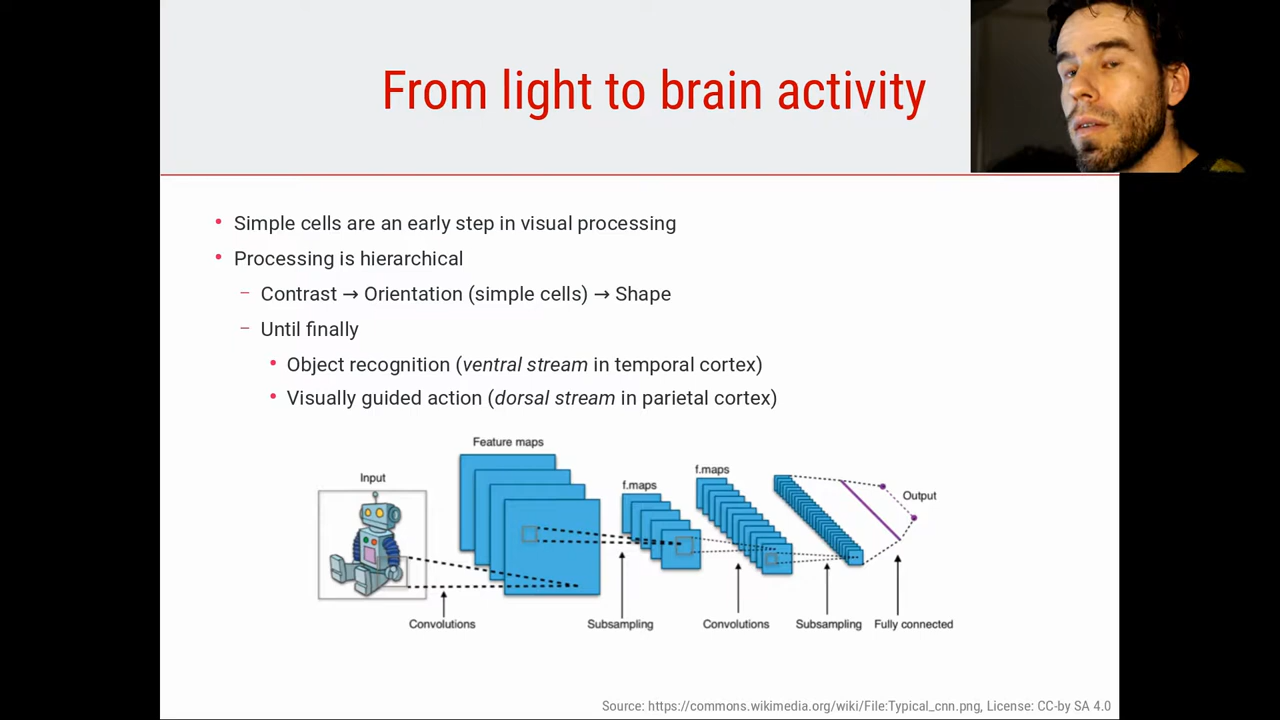 From light to brain activity
• Simple cells are an early step in visual processing
• Processing is hierarchical
– Contrast → Orientation (simple cells) → Shape
– Until finally
• Object recognition (ventral stream in temporal cortex)
• Visually guided action (dorsal stream in parietal cortex)
Feature maps
Input
f.maps
f.maps
Output
Convolutions
Subsampling
Convolutions
Subsampling
Fully connected
Source: https://commons.wikimedia.org/wiki/File:Typical_cnn.png, License: CC-by SA 4.0